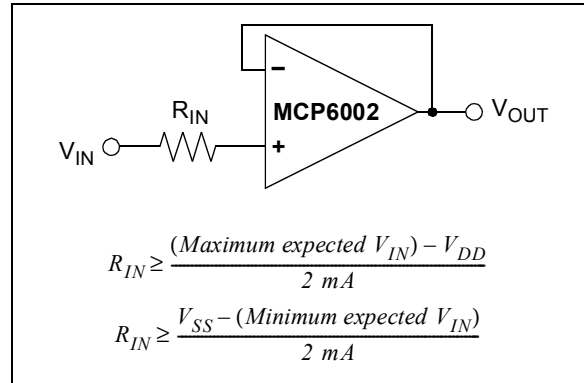 −
R_IN
MCP6002
V_OUT
V_IN
+
R_IN ≥ (Maximum expected V_IN) – V_DD / 2 mA
R_IN ≥ V_SS – (Minimum expected V_IN) / 2 mA